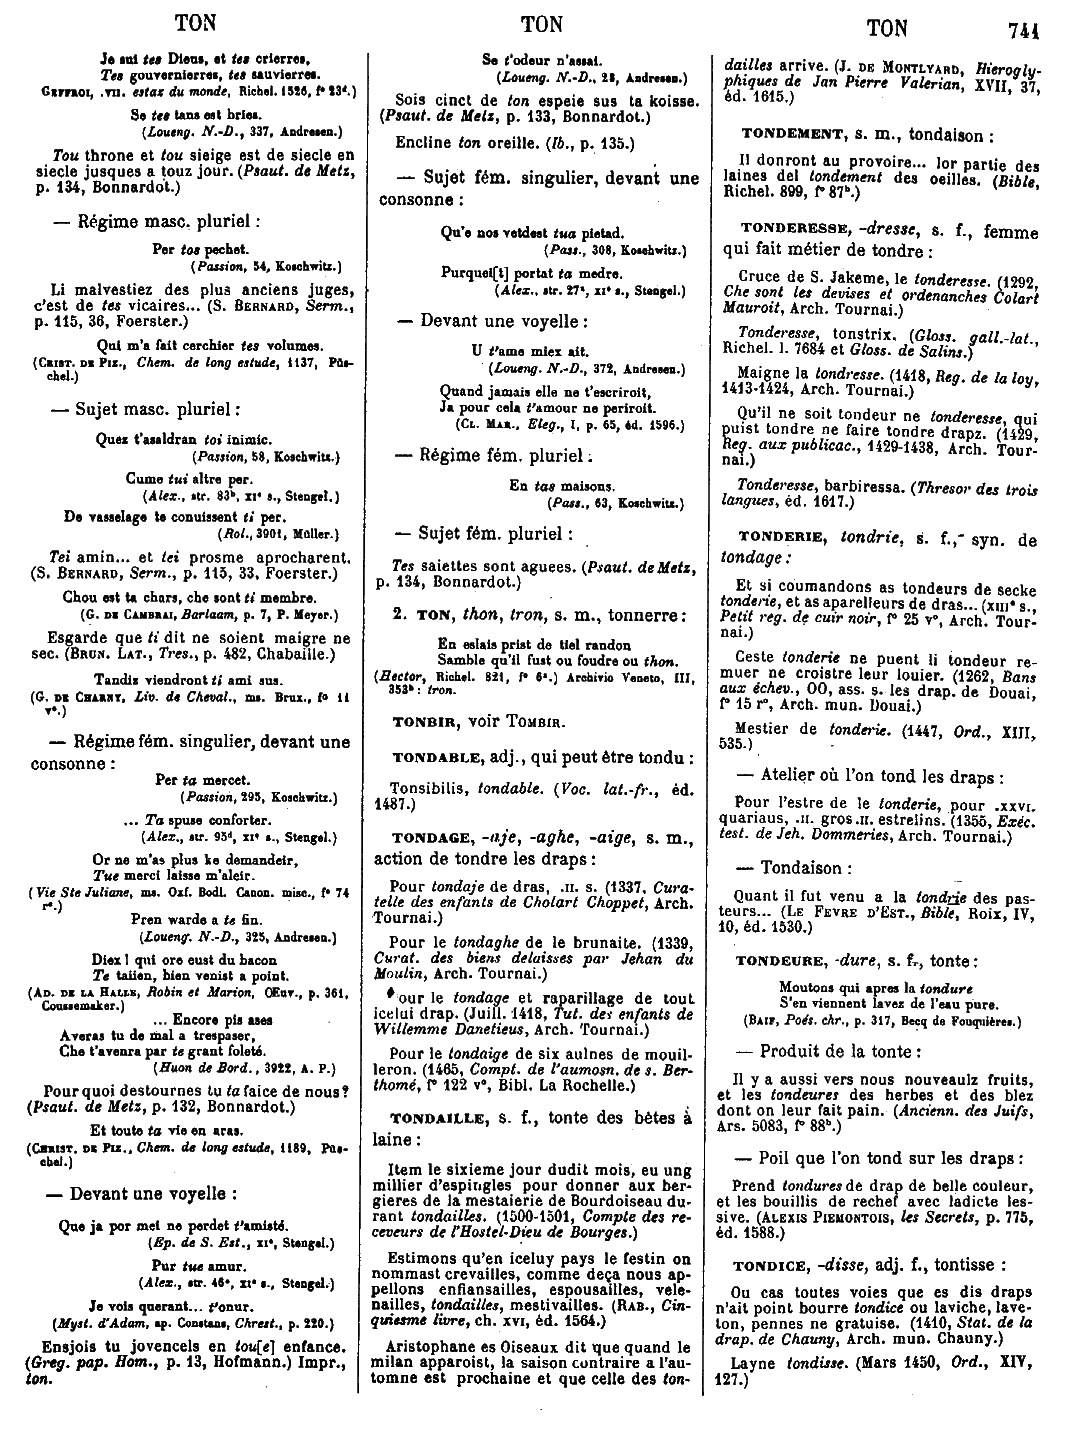 TON
TON
TON
741
Je sui tes Dieus, et tes crierres,
Tes gouvernierres, tes sauvierres.
GEFFROI, .VII. estaz du monde, Richel. 1526, f° 23d.)
Se tes tans est bries.
(Loueng. N.-D., 337, Andresen.)
Tou throne et tou sieige est de siecle en
siecle jusques a touz jour. (Psaut. de Metz,
p. 134, Bonnardot.)
— Régime masc. pluriel :
Per tos pechet.
(Passion, 54, Koschwitz.)
Li malvestiez des plus anciens juges,
c'est de tes vicaires... (S. BERNARD, Serm.,
p. 115, 36, Foerster.)
Qui m'a fait cerchier tes volumes.
(CRIST. DE PIZ., Chem. de long estude, 1137, Püs-
chel.)
— Sujet masc. pluriel :
Quez t'asaldran toi inimic.
(Passion, 58, Koschwitz.)
Cume tui altre per.
(Alex., str. 83b, XIe s., Stengel.)
De vasselage te conuissent ti per.
(Rol., 3901, Müller.)
Tei amin... et tei prosme aprocharent.
(S. BERNARD, Serm., p. 115, 33, Foerster.)
Chou est ta chars, che sont ti membre.
(G. DE CAMBRAI, Barlaam, p. 7, P. Meyer.)
Esgarde que ti dit ne soient maigre ne
sec. (BRUN. LAT., Tres., p. 482, Chabaille.)
Tandis viendront ti ami sus.
(G. DE CHARNY, Liv. de Cheval., ms. Brux., fo 11
v°.)
— Régime fém. singulier, devant une
consonne :
Per ta mercet.
(Passion, 295, Koschwitz.)
... Ta spuse conforter.
(Alex., str. 95d, XIe s., Stengel.)
Or ne m'as plus ke demandeir,
Tue merci laisse m'aleir.
(Vie Ste Juliane, ms. Oxf. Bodl. Canon. misc., f° 74
r°.)
Pren warde a te fin.
(Loueng. N.-D., 325, Andresen.)
Diex ! qui ore eust du bacon
Te taiien, bien venist a point.
(AD. DE LA HALLE, Robin et Marion, Œuv., p. 361,
Coussemaker.)
... Encore pis ases
Averas tu de mal a trespaser,
Che t'avenra par te grant foleté.
(Huon de Bord., 3922, A. P.)
Pourquoi destournes tu ta faice de nous?
(Psaut. de Metz, p. 132, Bonnardot.)
Et toute ta vie en aras.
(CHRIST. DE PIZ., Chem. de long estude, 1189, Püs-
chel.)
— Devant une voyelle :
Que ja por mei ne perdet t'amisté.
(Ep. de S. Est., XIe, Stengel.)
Pur tue amur.
(Alex., str. 46e, XIe s., Stengel.)
Je vois querant... t'onur.
(Myst. d'Adam, ap. Constans, Chrest., p. 220.)
Ensjois tu jovencels en tou[e] enfance.
(Greg. pap. Hom., p. 13, Hofmann.) Impr.,
ton.
Se t'odeur n'assai.
(Loueng. N.-D., 28, Andresen.)
Sois cinct de ton espeie sus ta koisse.
(Psaut. de Metz, p. 133, Bonnardot.)
Encline ton oreille. (Ib., p. 135.)
— Sujet fém. singulier, devant une
consonne :
Qu'e nos vetdest tua pietad.
(Pass., 308, Koschwitz.)
Purquei[t] portat ta medre.
(Alex., str. 27a, XIe s., Stengel.)
— Devant une voyelle :
U t'ame miex ait.
(Loueng. N.-D., 372, Andresen.)
Quand jamais elle ne t'escriroit,
Ja pour cela t'amour ne periroit.
(CL. MAR., Eleg., I, p. 65, éd. 1596.)
— Régime fém. pluriel :
En tas maisons.
(Pass., 63, Koschwitz.)
— Sujet fém. pluriel :
Tes saiettes sont aguees. (Psaut. de Metz,
p. 134, Bonnardot.)
2. TON, thon, tron, s. m., tonnerre :
En eslais prist de tiel randon
Samble qu'il fust ou foudre ou thon.
(Hector, Richel. 821, f° 6a.) Archivio Veneto, III,
353b : tron.
TONBIR, voir TOMBIR.
TONDABLE, adj., qui peut être tondu :
Tonsibilis, tondable. (Voc. lat.-fr., éd.
1487.)
TONDAGE, -aje, -aghe, -aige, s. m.,
action de tondre les draps :
Pour tondaje de dras, .II. s. (1337, Cura-
telle des enfants de Cholart Choppet, Arch.
Tournai.)
Pour le tondaghe de le brunaite. (1339,
Curat. des biens delaisses par Jehan du
Moulin, Arch. Tournai.)
our le tondage et raparillage de tout
icelui drap. (Juill. 1418, Tut. des enfants de
Willemme Danetieus, Arch. Tournai.)
Pour le tondaige de six aulnes de mouil-
leron. (1465, Compt. de l'aumosn. de s. Ber-
thomé, f° 122 v°, Bibl. La Rochelle.)
TONDAILLE, s. f., tonte des bêtes à
laine :
Item le sixieme jour dudit mois, eu ung
millier d'espingles pour donner aux ber-
gieres de la mestaierie de Bourdoiseau du-
rant tondailles. (1500-1501, Compte des re-
ceveurs de l'Hostel-Dieu de Bourges.)
Estimons qu'en iceluy pays le festin on
nommast crevailles, comme deça nous ap-
pellons enfiansailles, espousailles, vele-
nailles, tondailles, mestivailles. (RAB., Cin-
quiesme livre, ch. XVI, éd. 1564.)
Aristophane es Oiseaux dit que quand le
milan apparoist, la saison contraire a l'au-
tomne est prochaine et que celle des ton-
dailles arrive. (J. DE MONTLYARD, Hierogly-
phiques de Jan Pierre Valerian, XVII, 37,
éd. 1615.)
TONDEMENT, s. m., tondaison :
Il donront au provoire... lor partie des
laines del tondement des oeilles. (Bible,
Richel. 899, f° 87b.)
TONDERESSE, -dresse, s. f., femme
qui fait métier de tondre :
Cruce de S. Jakeme, le tonderesse. (1292,
Che sont les devises et ordenanches Colart
Mauroit, Arch. Tournai.)
Tonderesse, tonstrix. (Gloss. gall.-lat.,
Richel. l. 7684 et Gloss. de Salins.)
Maigne la tondresse. (1418, Reg. de la loy,
1413-1424, Arch. Tournai.)
Qu'il ne soit tondeur ne tonderesse, qui
puist tondre ne faire tondre drapz. (1429,
Reg. aux publicac., 1429-1438, Arch. Tour-
nai.)
Tonderesse, barbiressa. (Thresor des trois
langues, éd. 1617.)
TONDERIE, tondrie, s. f., syn. de
tondage :
Et si coumandons as tondeurs de secke
tonderie, et as aparelleurs de dras... (XIIIe s.,
Petit reg. de cuir noir, f° 25 v°, Arch. Tour-
nai.)
Ceste tonderie ne puent li tondeur re-
muer ne croistre leur louier. (1262, Bans
aux échev., OO, ass. s. les drap. de Douai,
f° 15 r°, Arch. mun. Douai.)
Mestier de tonderie. (1447, Ord., XIII,
535.)
— Atelier où l'on tond les draps :
Pour l'estre de le tonderie, pour .XXVI.
quariaus, .II. gros .II. estrelins. (1355, Exéc.
test. de Jeh. Dommeries, Arch. Tournai.)
— Tondaison :
Quant il fut venu a la tondrie des pas-
teurs... (LE FEVRE D'EST., Bible, Roix, IV,
10, éd. 1530.)
TONDEURE, -dure, s. f., tonte :
Moutons qui apres la tondure
S'en viennent lavez de l'eau pure.
(BAIF, Poés. chr., p. 317, Becq de Fouquières.)
— Produit de la tonte :
Il y a aussi vers nous nouveaulz fruits,
et les tondeures des herbes et des blez
dont on leur fait pain. (Ancienn. des Juifs,
Ars. 5083, f° 88b.)
— Poil que l'on tond sur les draps :
Prend tondures de drap de belle couleur,
et les bouillis de rechef avec ladicte les-
sive. (ALEXIS PIEMONTOIS, les Secrets, p. 775,
éd. 1588.)
TONDICE, -disse, adj. f., tontisse :
Ou cas toutes voies que es dis draps
n'ait point bourre tondice ou laviche, lave-
ton, pennes ne gratuise. (1410, Stat. de la
drap. de Chauny, Arch. mun. Chauny.)
Layne tondisse. (Mars 1450, Ord., XIV,
127.)